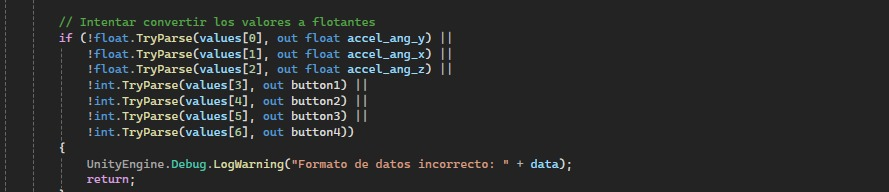 // Intentar convertir los valores a flotantes
if (!float.TryParse(values[0], out float accel_ang_y) ||
!float.TryParse(values[1], out float accel_ang_x) ||
!float.TryParse(values[2], out float accel_ang_z) ||
!int.TryParse(values[3], out button1) ||
!int.TryParse(values[4], out button2) ||
!int.TryParse(values[5], out button3) ||
!int.TryParse(values[6], out button4))
{
UnityEngine.Debug.LogWarning("Formato de datos incorrecto: " + data);
return;